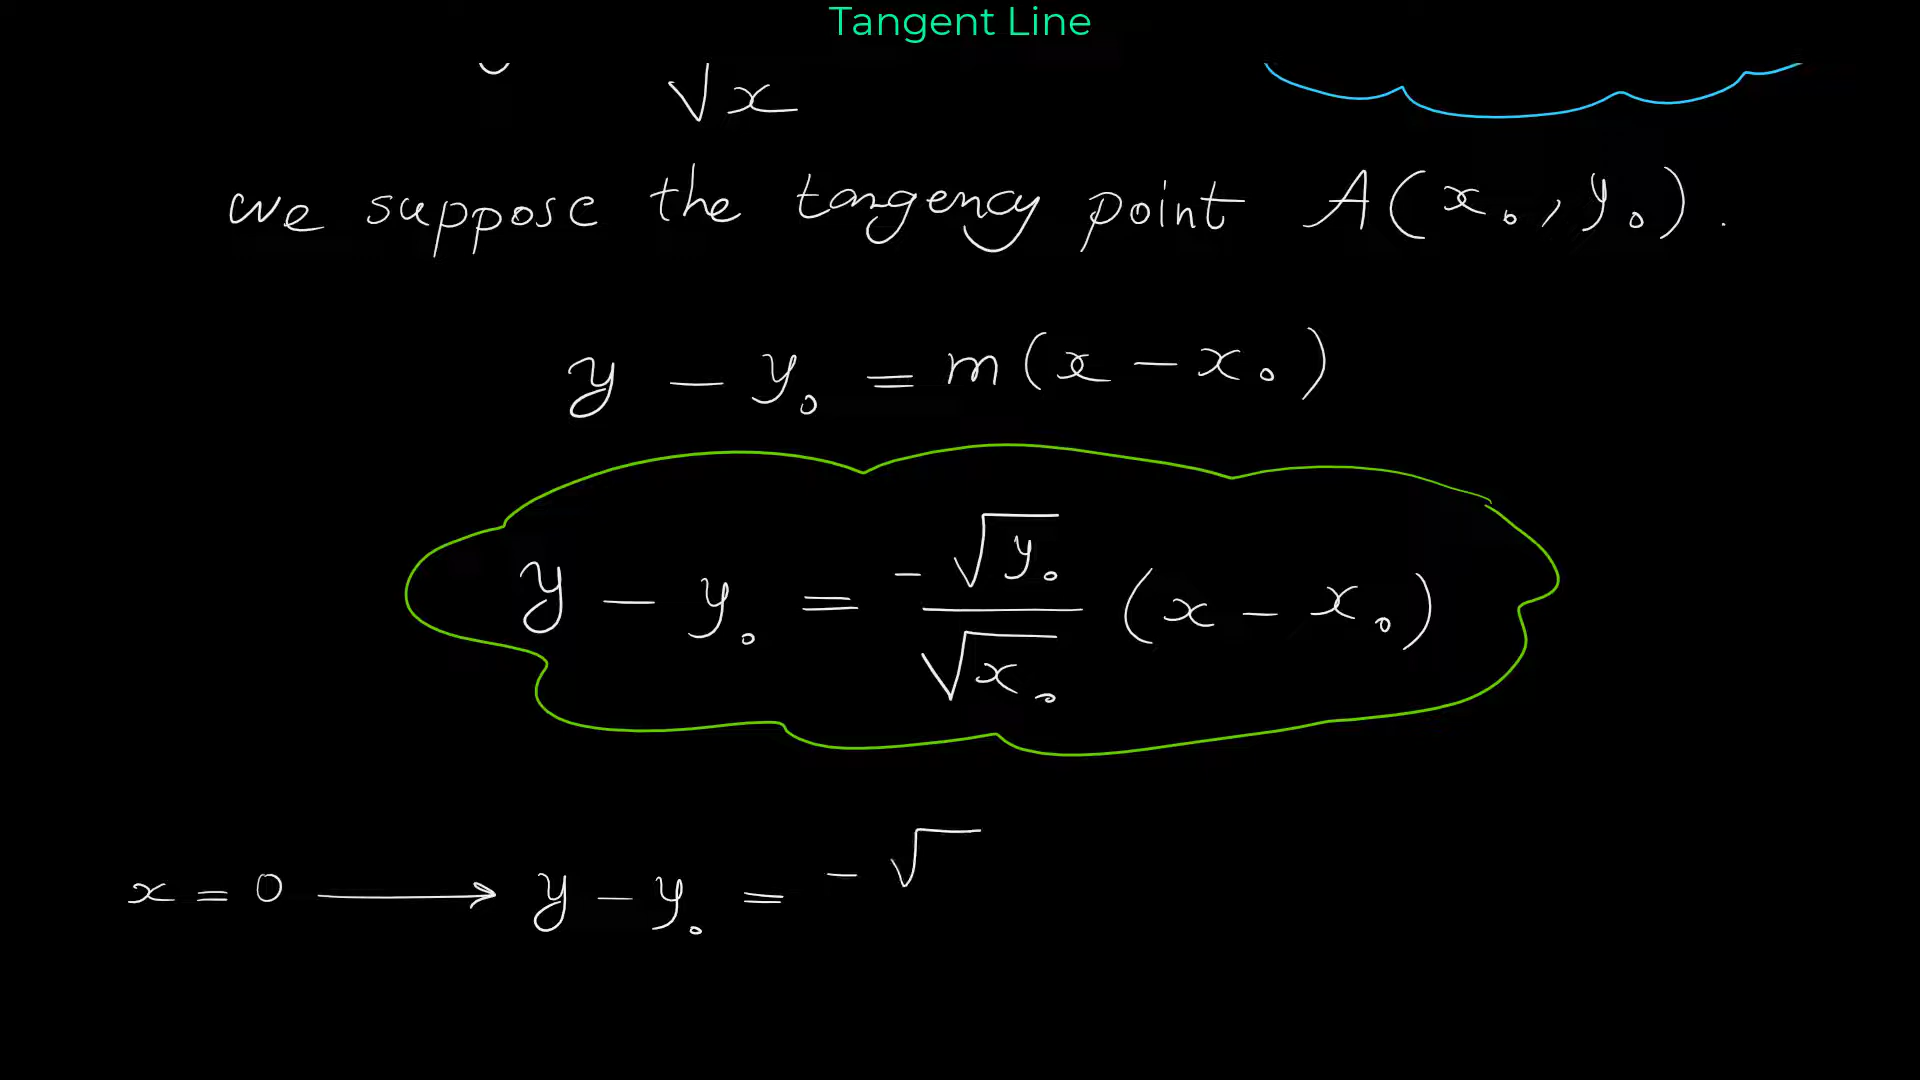 Tangent Line
√x
we suppose the tangency point A(x₀, y₀).
y - y₀ = m(x - x₀)
y - y₀ = -√y₀ / √x₀ (x - x₀)
x = 0 ⟶ y - y₀ = -√